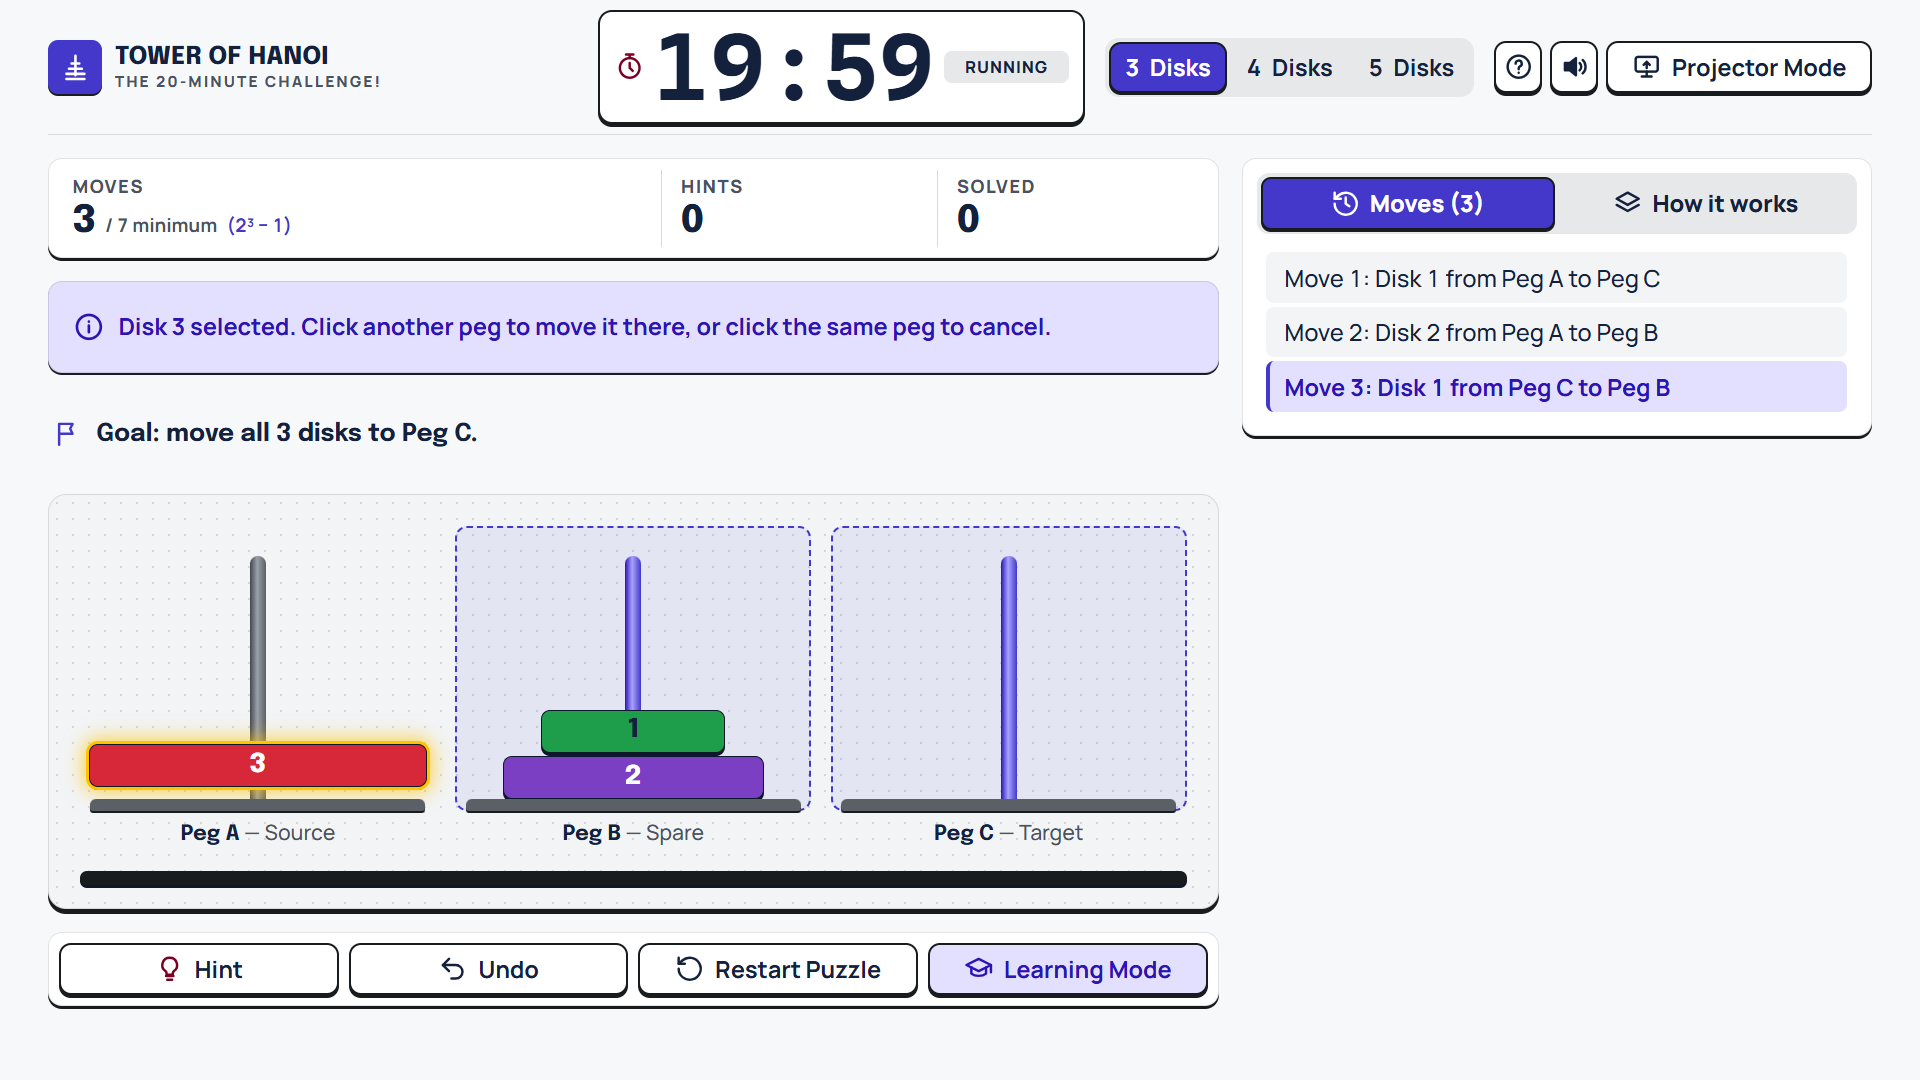 TOWER OF HANOI
THE 20-MINUTE CHALLENGE!
19:59
RUNNING
3 Disks
4 Disks
5 Disks
Projector Mode
MOVES
3 / 7 minimum (2³ − 1)
HINTS
0
SOLVED
0
Disk 3 selected. Click another peg to move it there, or click the same peg to cancel.
Goal: move all 3 disks to Peg C.
3
1
2
Peg A — Source
Peg B — Spare
Peg C — Target
Hint
Undo
Restart Puzzle
Learning Mode
Moves (3)
How it works
Move 1: Disk 1 from Peg A to Peg C
Move 2: Disk 2 from Peg A to Peg B
Move 3: Disk 1 from Peg C to Peg B